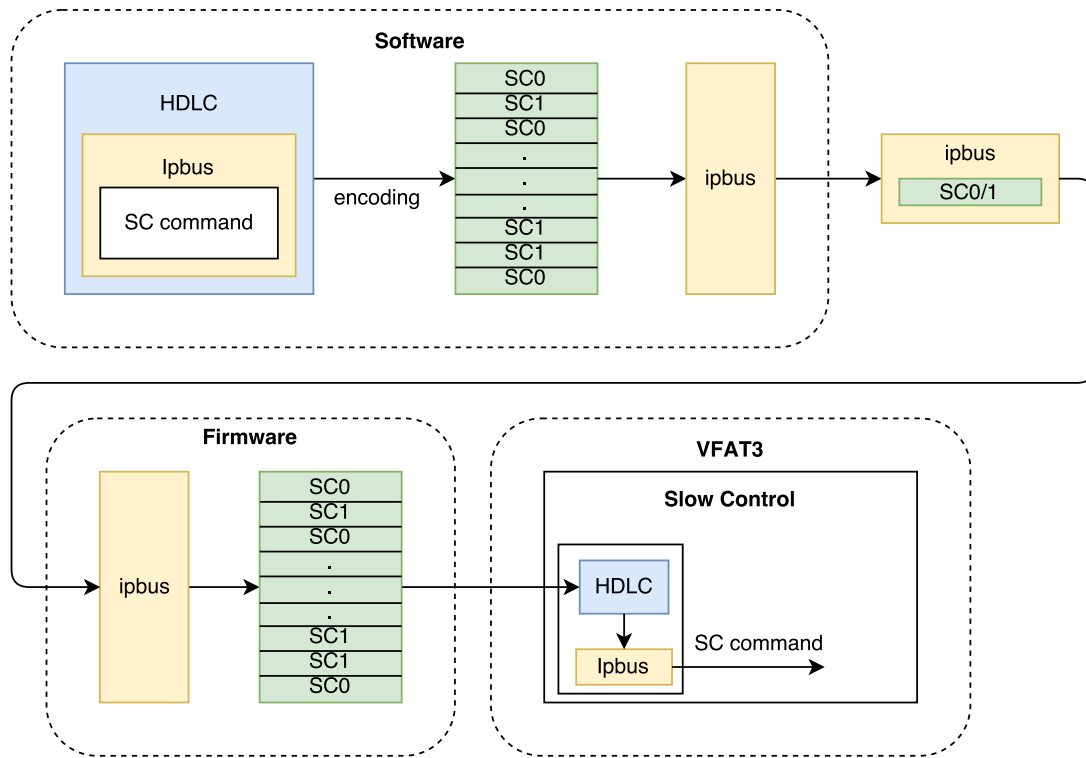 Software
HDLC
Ipbus
SC command
encoding
SC0
SC1
SC0
.
.
.
SC1
SC1
SC0
ipbus
ipbus
SC0/1
Firmware
ipbus
SC0
SC1
SC0
.
.
.
SC1
SC1
SC0
VFAT3
Slow Control
HDLC
Ipbus
SC command